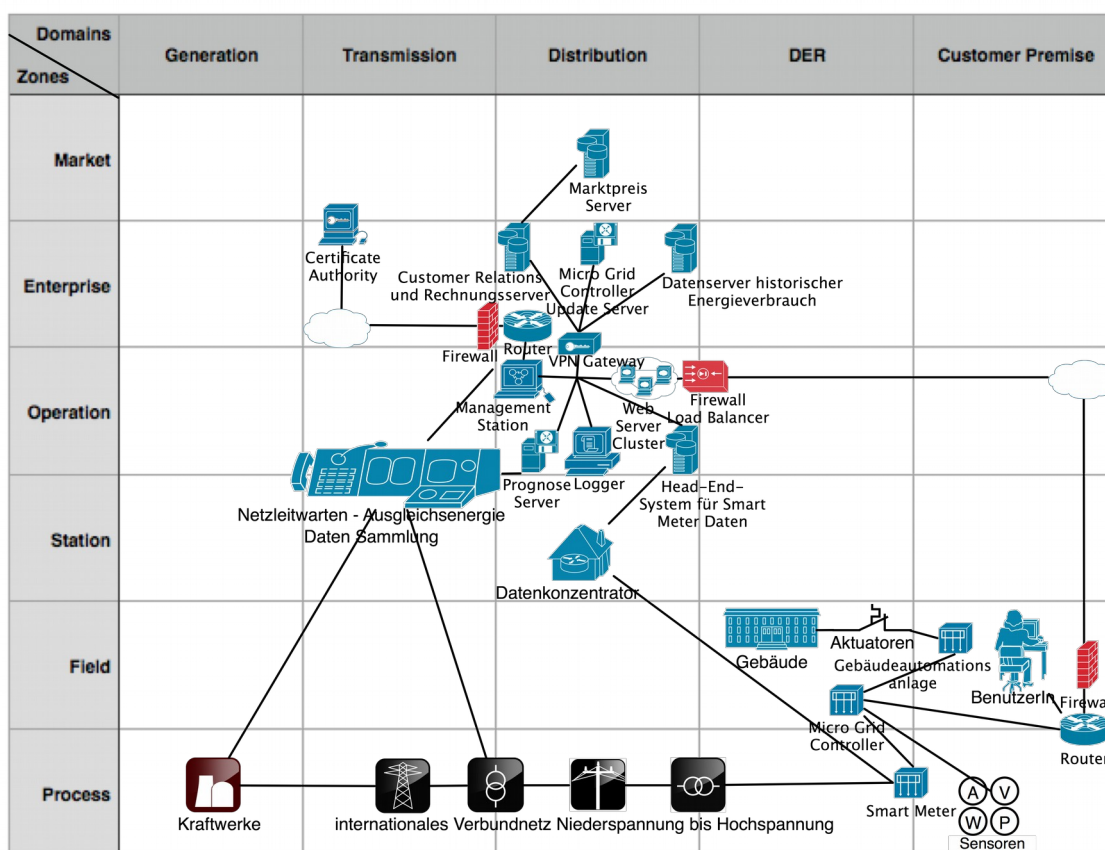 Domains
Zones
Generation
Transmission
Distribution
DER
Customer Premise
Market
Marktpreis
Server
Enterprise
Certificate
Authority
Customer Relations
und Rechnungsserver
Micro Grid
Controller
Update Server
Datenserver historischer
Energieverbrauch
Firewall
Router
VPN Gateway
Operation
Management
Station
Web
Server
Cluster
Firewall
Load Balancer
Prognose
Server
Logger
Head-End-
System für Smart
Meter Daten
Station
Netzleitwarten - Ausgleichsenergie
Daten Sammlung
Datenkonzentrator
Field
Gebäude
Aktuatoren
Gebäudeautomations
anlage
BenutzerIn
Firewa
Micro Grid
Controller
Router
Process
Kraftwerke
internationales Verbundnetz
Niederspannung bis Hochspannung
Smart Meter
A
V
W
P
Sensoren